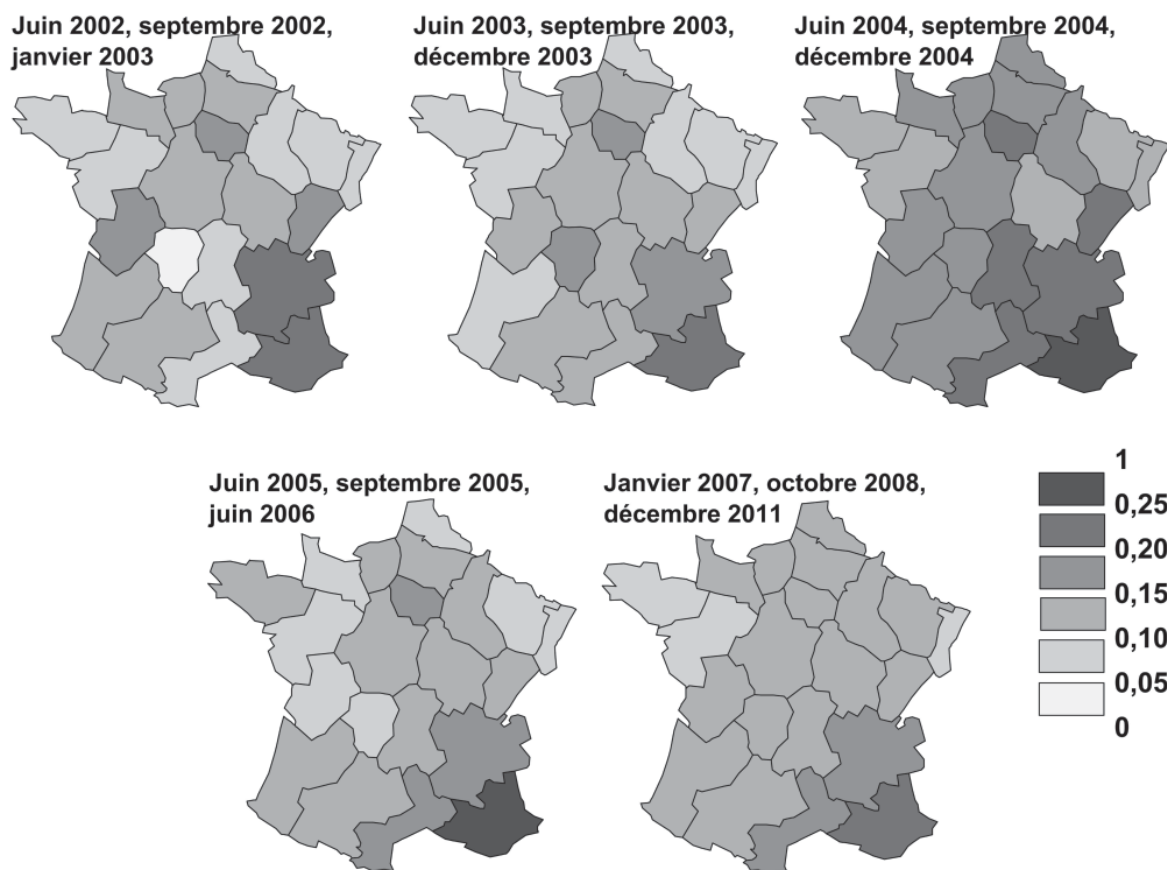 Juin 2002, septembre 2002,
janvier 2003
Juin 2003, septembre 2003,
décembre 2003
Juin 2004, septembre 2004,
décembre 2004
Juin 2005, septembre 2005,
juin 2006
Janvier 2007, octobre 2008,
décembre 2011
1
0,25
0,20
0,15
0,10
0,05
0